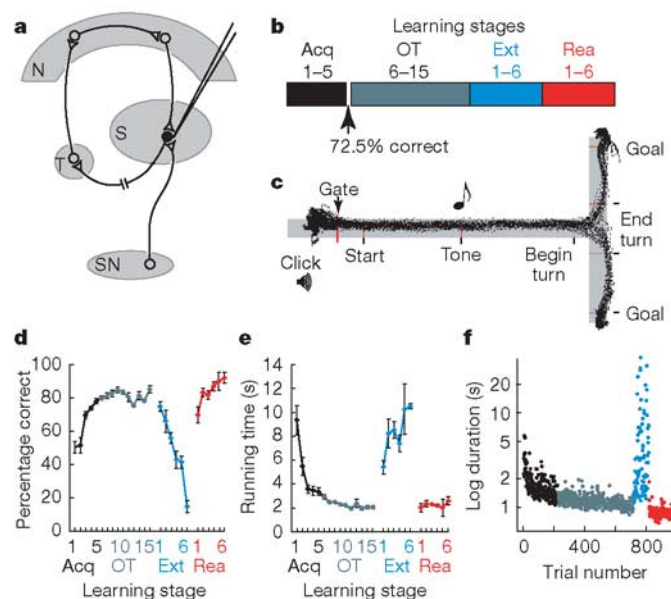 a
N
S
T
SN
b
Learning stages
Acq OT Ext Rea
1–5 6–15 1–6 1–6
72.5% correct
c
Gate
Goal
End turn
Click
Start
Tone
Begin turn
Goal
d
Percentage correct
100
80
60
40
20
0
1 5 10 15 1 6 1 6
Acq OT Ext Rea
Learning stage
e
Running time (s)
14
12
10
8
6
4
2
0
1 5 10 15 1 6 1 6
Acq OT Ext Rea
Learning stage
f
Log duration (s)
20
10
5
2
1
0 400 800
Trial number